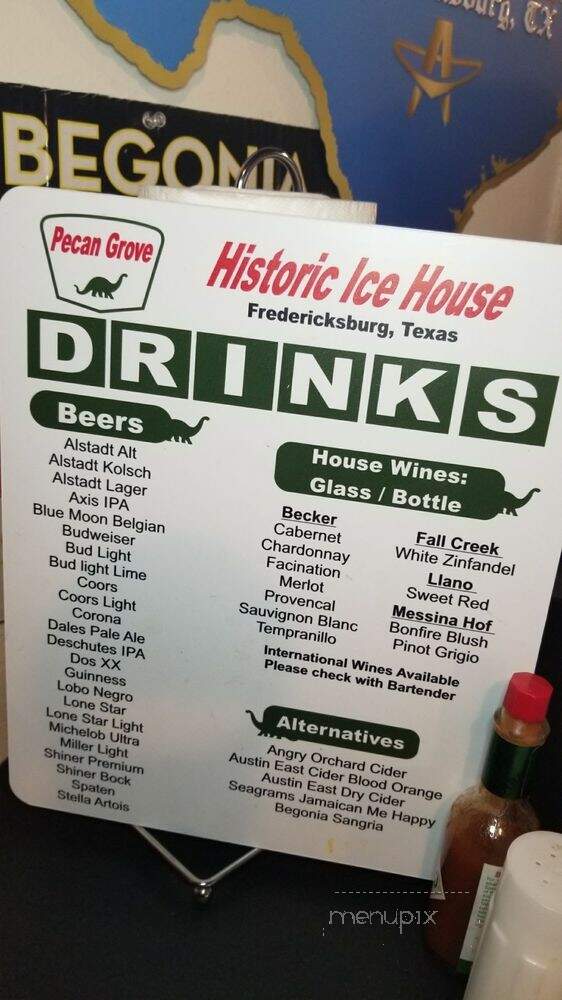 sburg, TX
BEGONIA
Pecan Grove
Historic Ice House
Fredericksburg, Texas
DRINKS
Beers
Alstadt Alt
Alstadt Kolsch
Alstadt Lager
Axis IPA
Blue Moon Belgian
Budweiser
Bud Light
Bud light Lime
Coors
Coors Light
Corona
Dales Pale Ale
Deschutes IPA
Dos XX
Guinness
Lobo Negro
Lone Star
Lone Star Light
Michelob Ultra
Miller Light
Shiner Premium
Shiner Bock
Spaten
Stella Artois
House Wines:
Glass / Bottle
Becker
Cabernet
Chardonnay
Facination
Merlot
Provencal
Sauvignon Blanc
Tempranillo
Fall Creek
White Zinfandel
Llano
Sweet Red
Messina Hof
Bonfire Blush
Pinot Grigio
International Wines Available
Please check with Bartender
Alternatives
Angry Orchard Cider
Austin East Cider Blood Orange
Austin East Dry Cider
Seagrams Jamaican Me Happy
Begonia Sangria
menupix